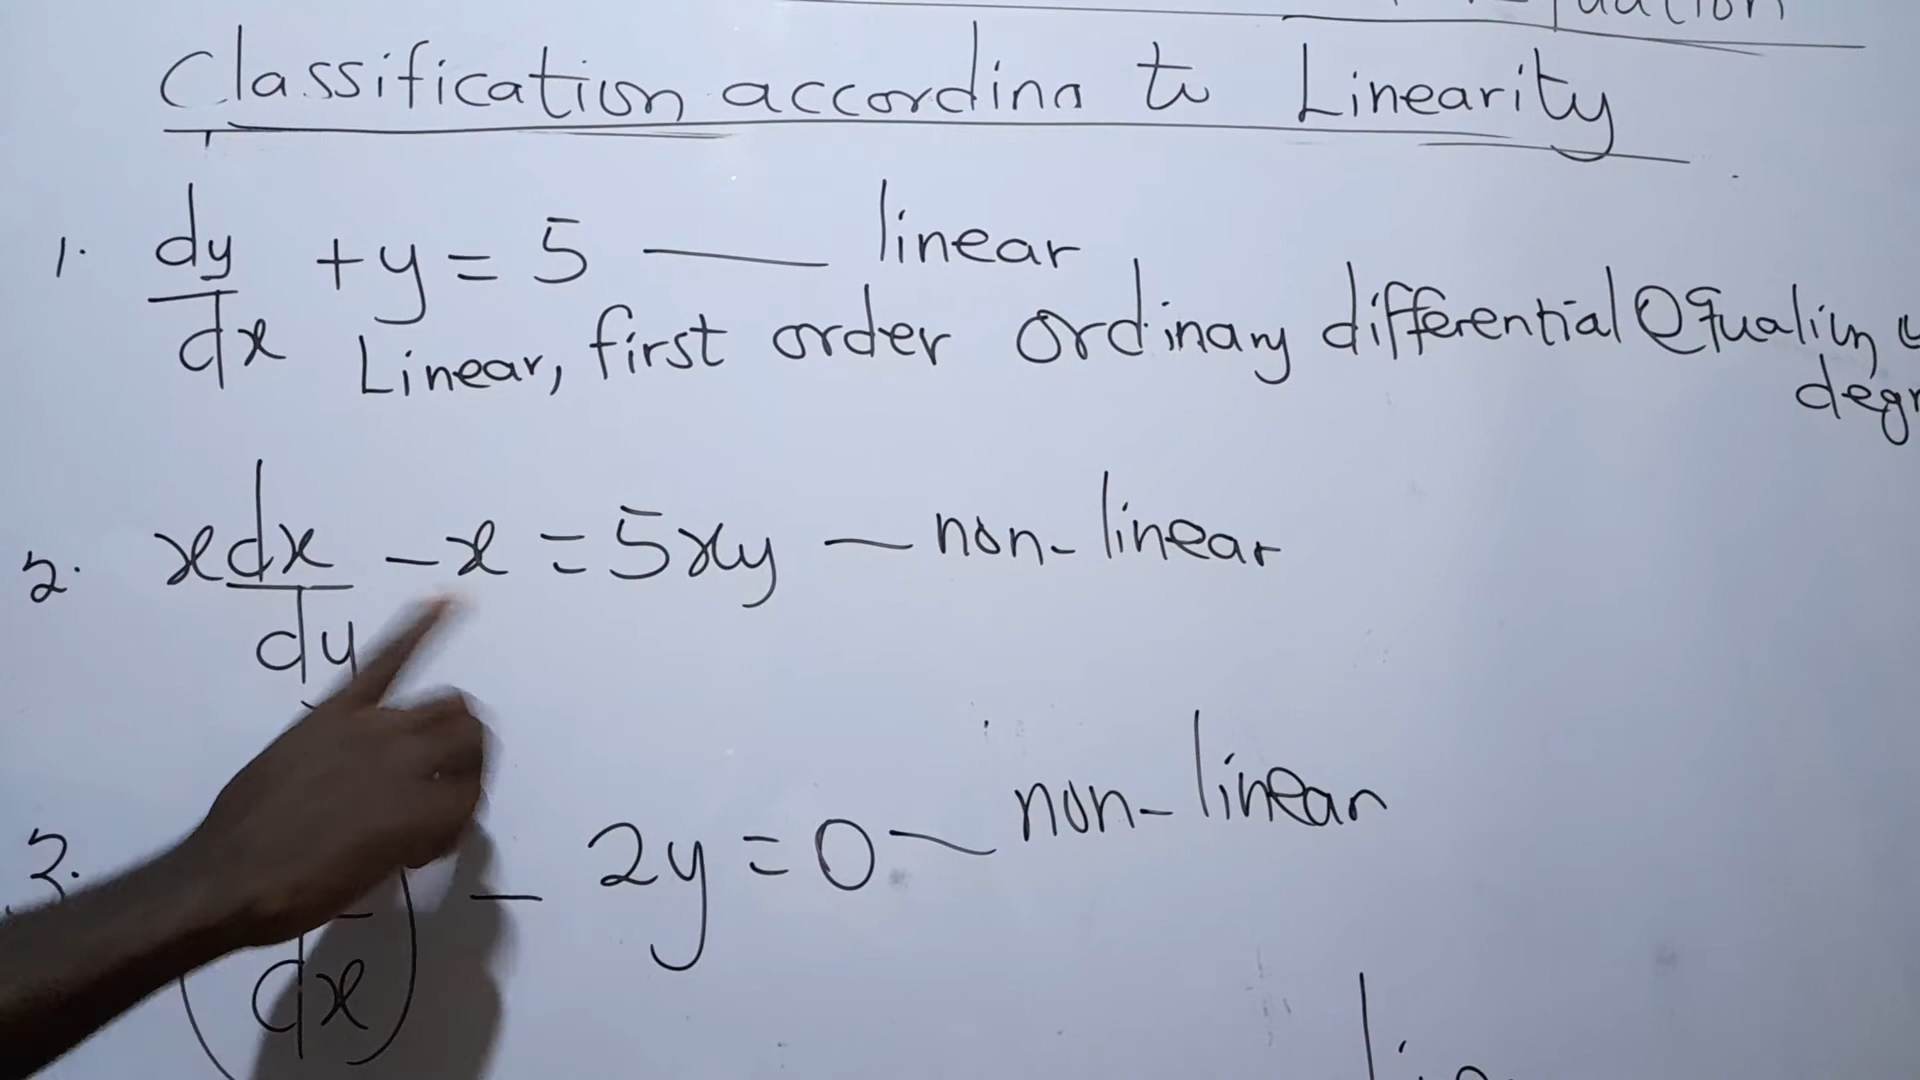 Classification according to Linearity
1. dy/dx + y = 5 — linear
Linear, first order ordinary differential
2. x dx/dy - x = 5xy — non-linear
3. - 2y = 0 — non-linear
dx